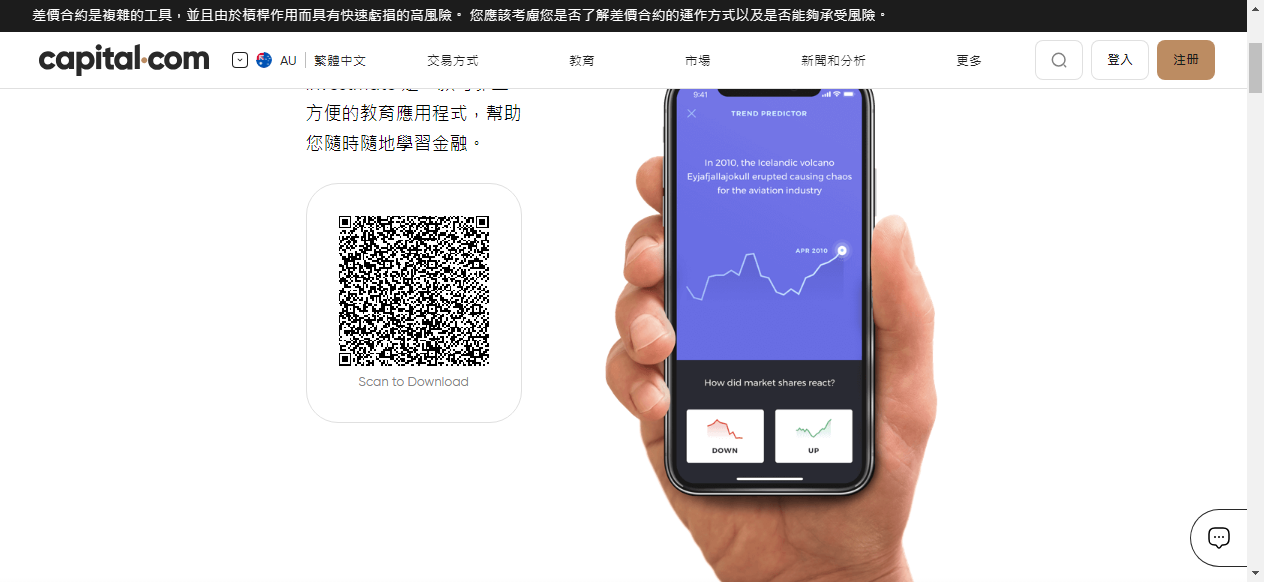 差價合約是複雜的工具，並且由於槓桿作用而具有快速虧損的高風險。 您應該考慮您是否了解差價合約的運作方式以及是否能夠承受風險。
capital.com AU 繁體中文 交易方式 教育 市場 新聞和分析 更多 登入 注册
方便的教育應用程式，幫助
您隨時隨地學習金融。
Scan to Download
9:41
TREND PREDICTOR
In 2010, the Icelandic volcano
Eyjafjallajokull erupted causing chaos
for the aviation industry
APR 2010
How did market shares react?
DOWN UP